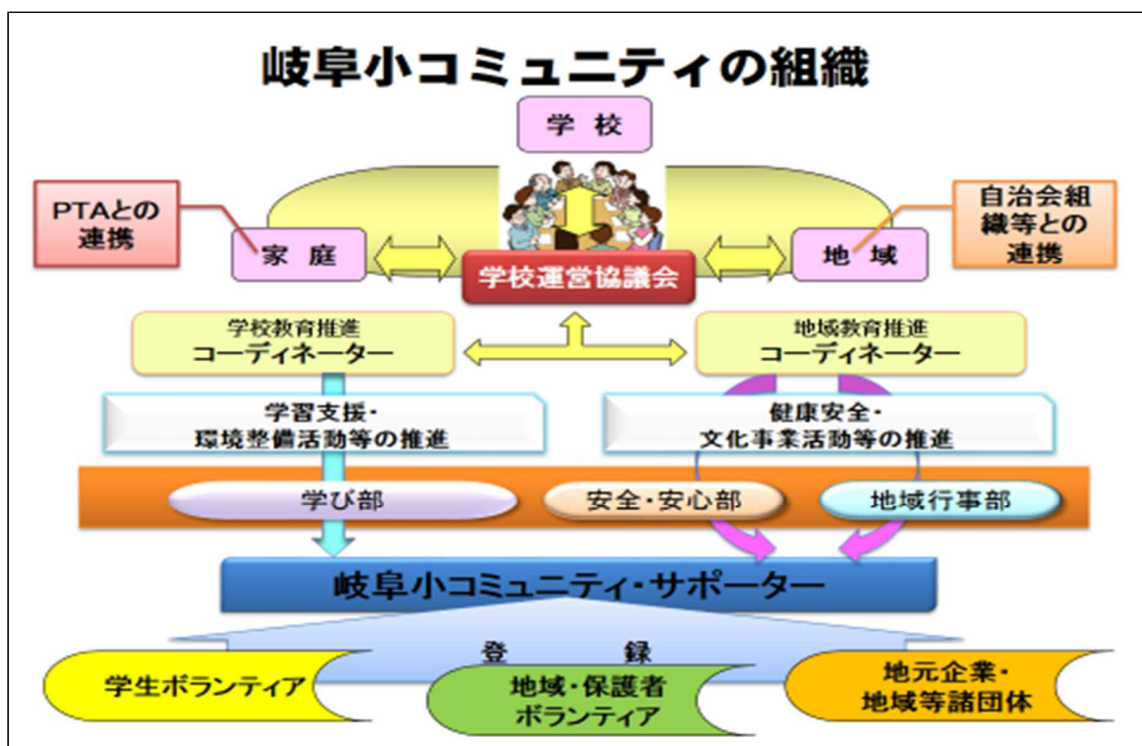 岐阜小コミュニティの組織
学校
PTAとの
連携
自治会組
織等との
連携
家庭
地域
学校運営協議会
学校教育推進
コーディネーター
地域教育推進
コーディネーター
学習支援・
環境整備活動等の推進
健康安全・
文化事業活動等の推進
学び部
安全・安心部
地域行事部
岐阜小コミュニティ・サポーター
登録
学生ボランティア
地域・保護者
ボランティア
地元企業・
地域等諸団体